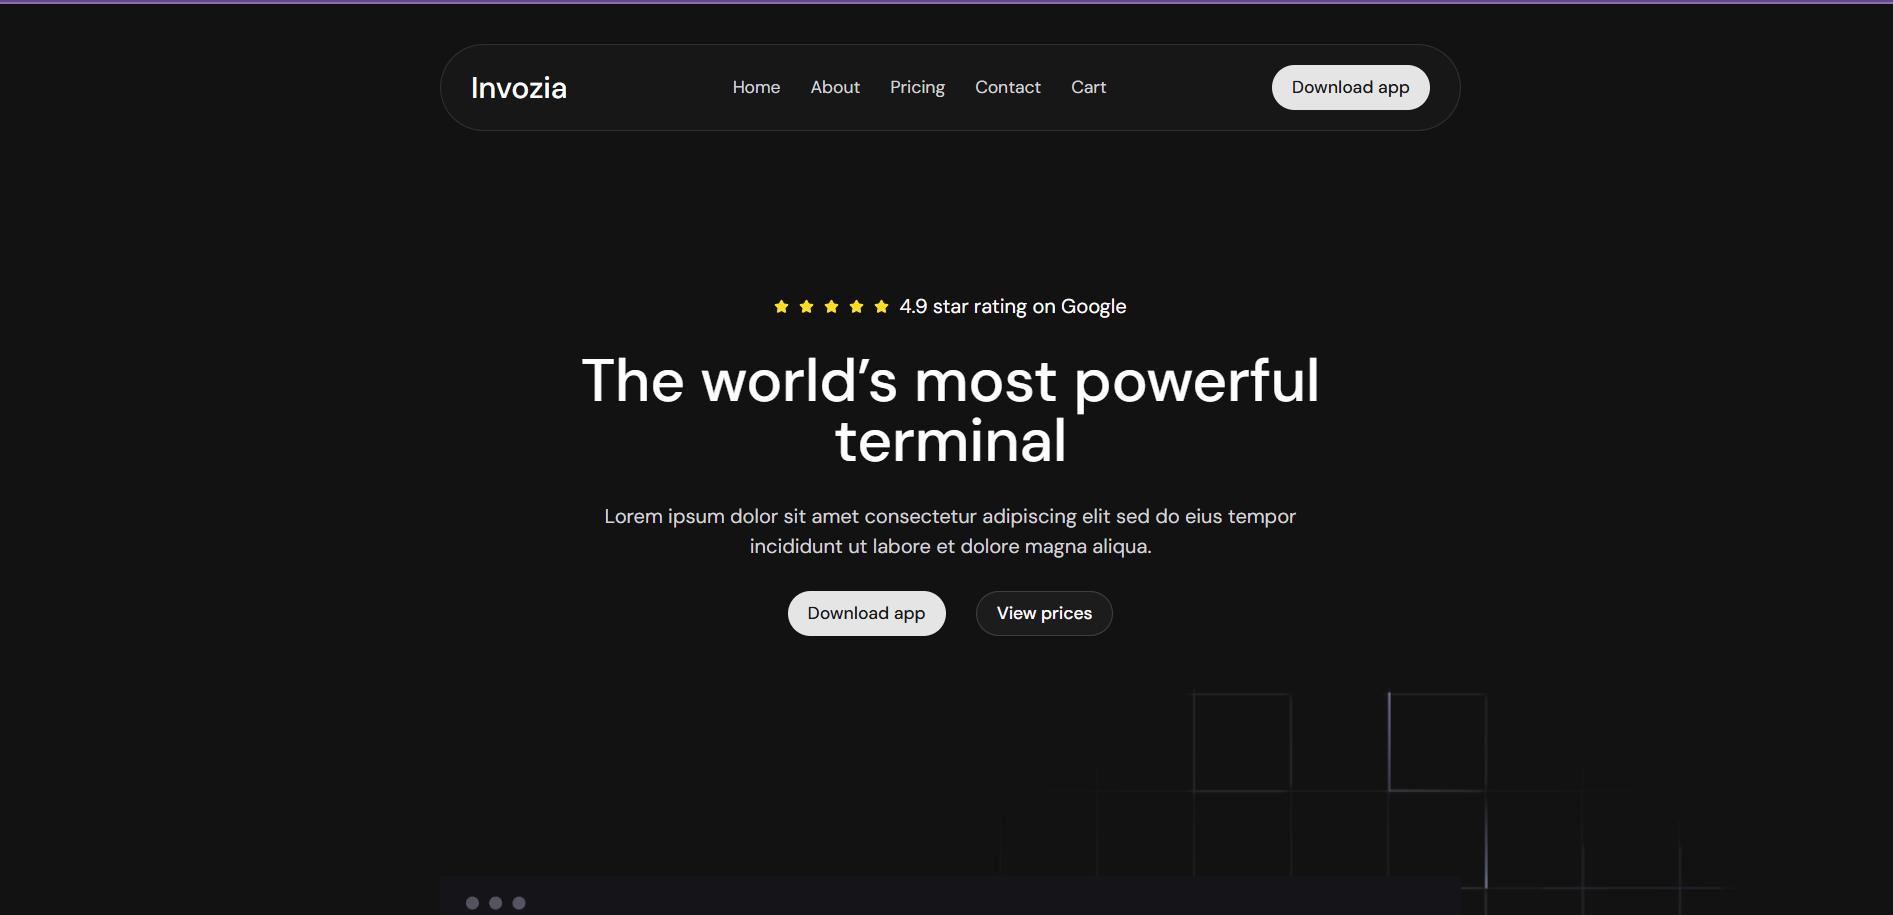 Invozia
Home About Pricing Contact Cart
Download app
4.9 star rating on Google
The world’s most powerful
terminal
Lorem ipsum dolor sit amet consectetur adipiscing elit sed do eius tempor
incididunt ut labore et dolore magna aliqua.
Download app
View prices